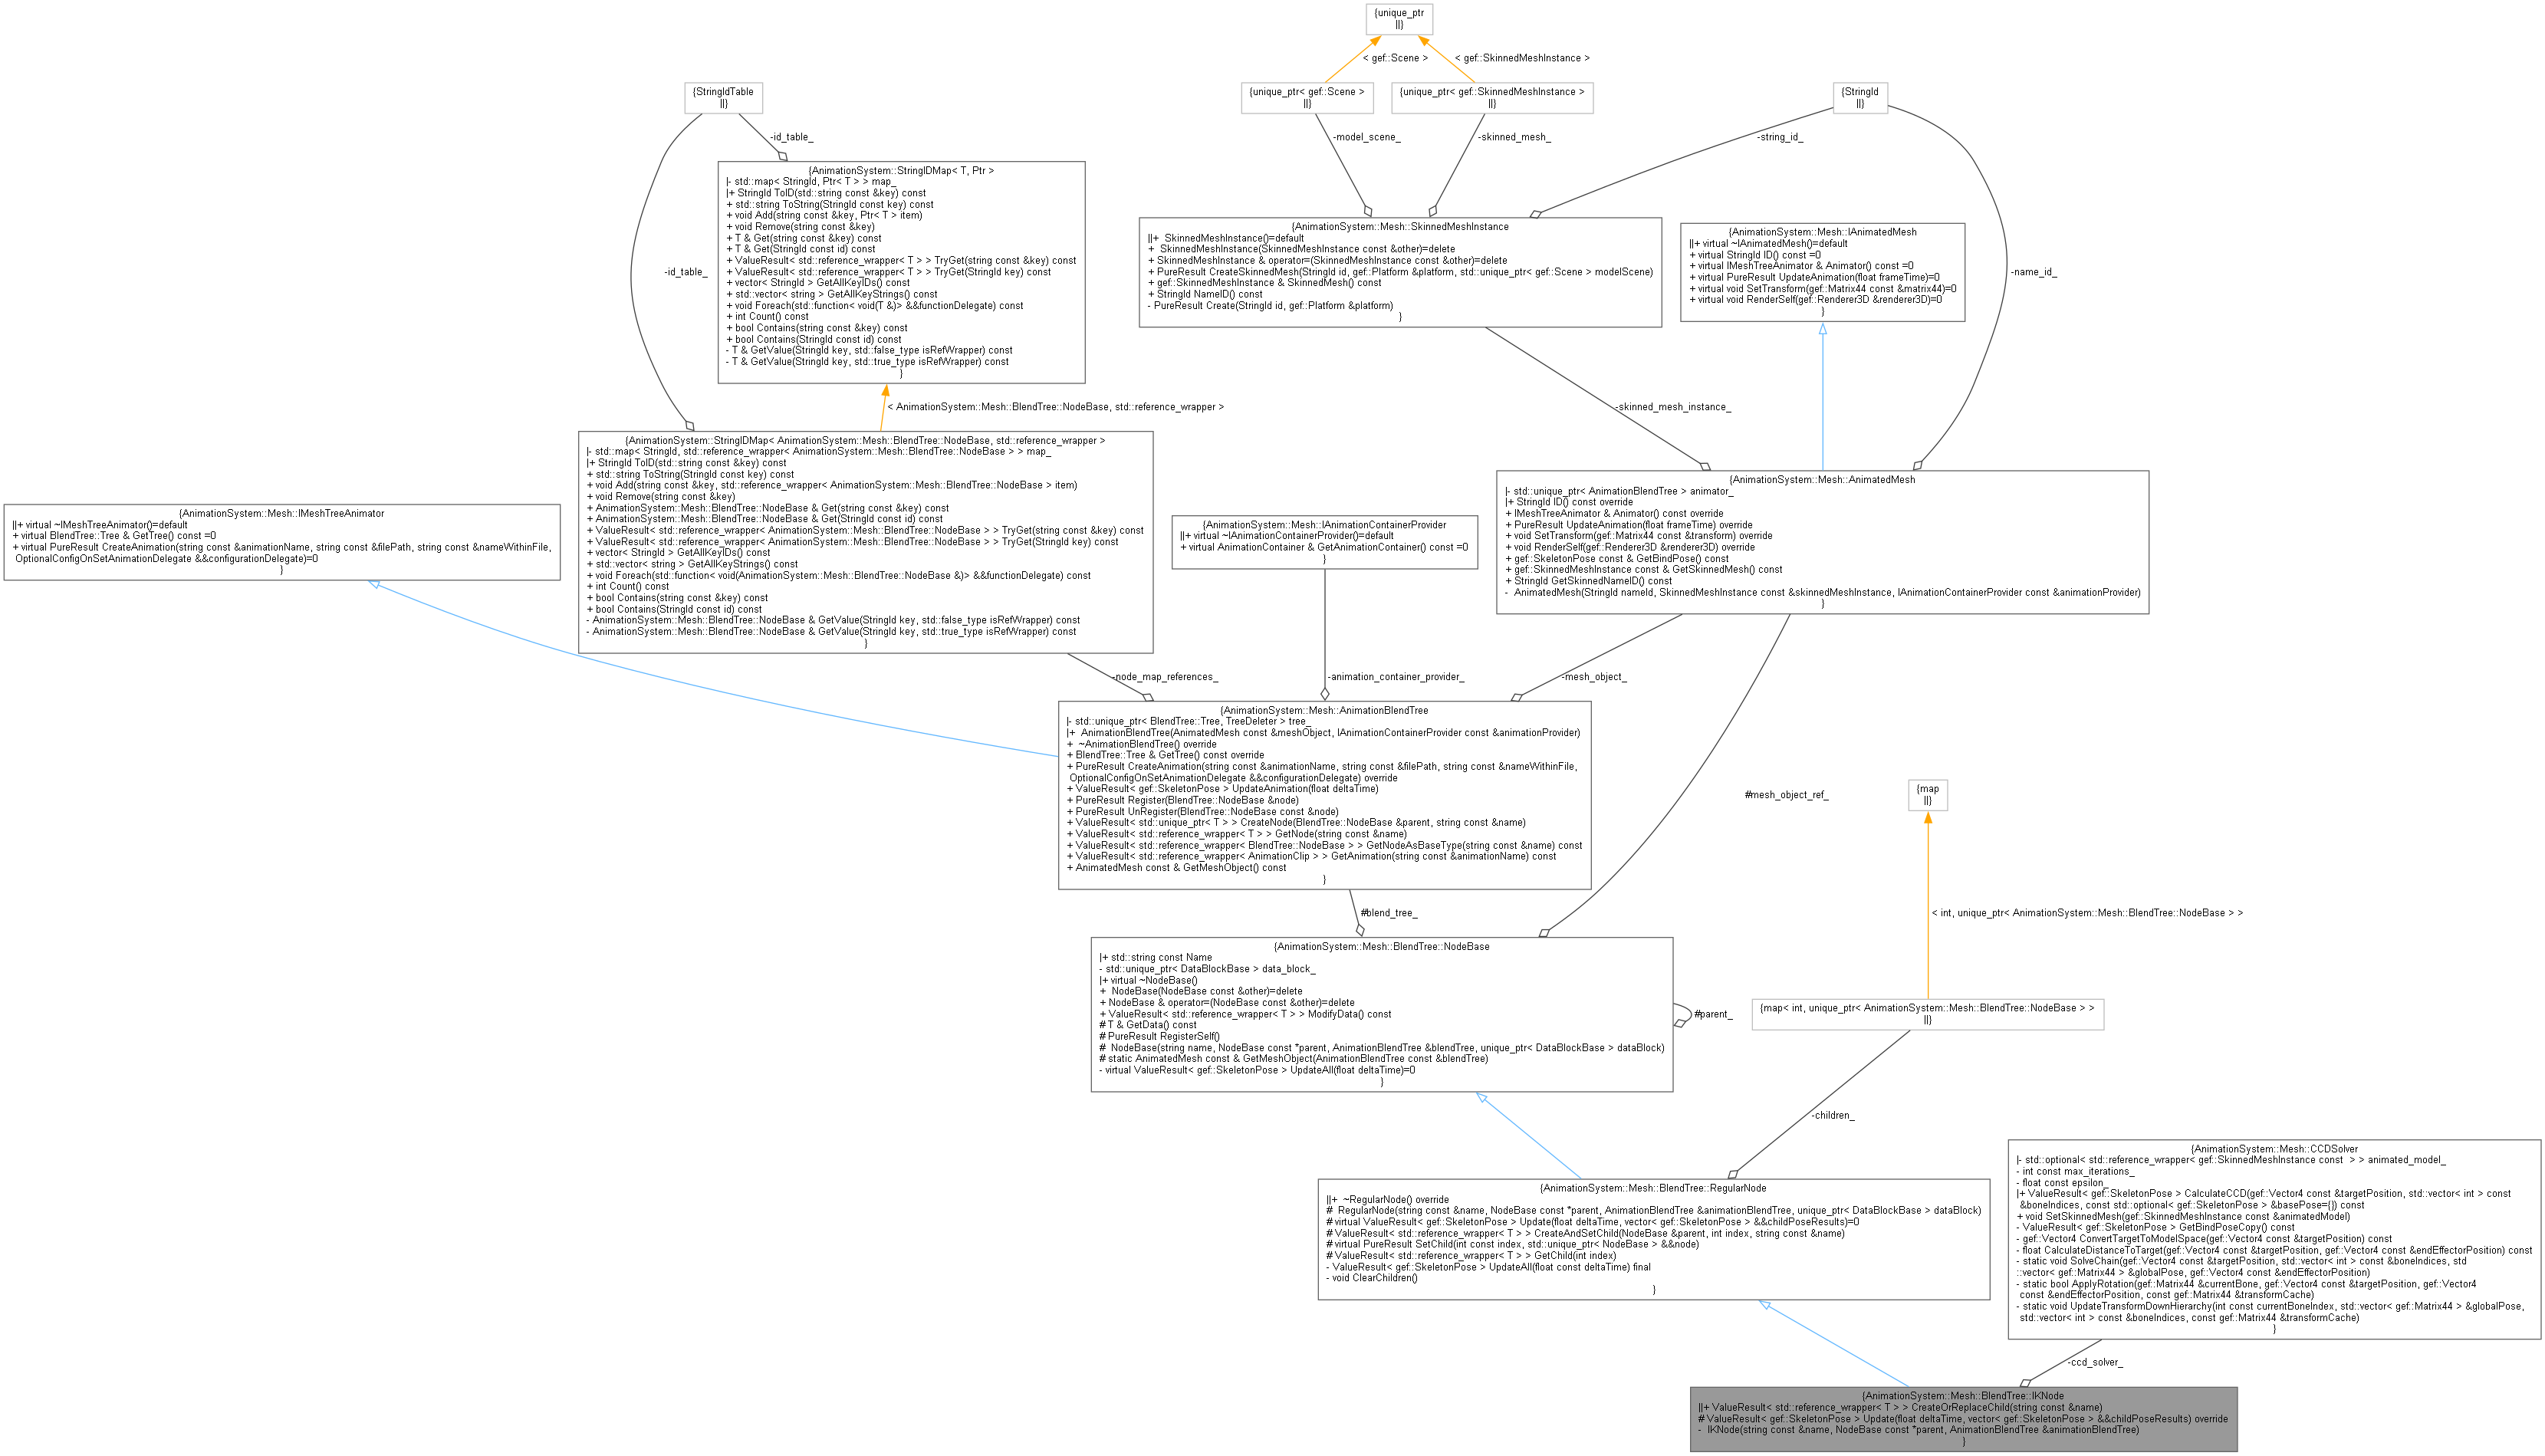 {unique_ptr
||}
< gef::Scene >
< gef::SkinnedMeshInstance >
{StringIdTable
||}
{unique_ptr< gef::Scene >
||}
{unique_ptr< gef::SkinnedMeshInstance >
||}
{StringId
||}
-id_table_
-model_scene_
-skinned_mesh_
-string_id_
{AnimationSystem::StringIDMap< T, Ptr >
|- std::map< StringId, Ptr< T > > map_
|+ StringId ToID(std::string const &key) const
+ std::string ToString(StringId const key) const
+ void Add(string const &key, Ptr< T > item)
+ void Remove(string const &key)
+ T & Get(string const &key) const
+ T & Get(StringId const id) const
+ ValueResult< std::reference_wrapper< T > > TryGet(string const &key) const
+ ValueResult< std::reference_wrapper< T > > TryGet(StringId key) const
+ vector< StringId > GetAllKeyIDs() const
+ std::vector< string > GetAllKeyStrings() const
+ void Foreach(std::function< void(T &)> &&functionDelegate) const
+ int Count() const
+ bool Contains(string const &key) const
+ bool Contains(StringId const id) const
- T & GetValue(StringId key, std::false_type isRefWrapper) const
- T & GetValue(StringId key, std::true_type isRefWrapper) const
}
{AnimationSystem::Mesh::SkinnedMeshInstance
||+  SkinnedMeshInstance()=default
+  SkinnedMeshInstance(SkinnedMeshInstance const &other)=delete
+ SkinnedMeshInstance & operator=(SkinnedMeshInstance const &other)=delete
+ PureResult CreateSkinnedMesh(StringId id, gef::Platform &platform, std::unique_ptr< gef::Scene > modelScene)
+ gef::SkinnedMeshInstance & SkinnedMesh() const
+ StringId NameID() const
- PureResult Create(StringId id, gef::Platform &platform)
}
{AnimationSystem::Mesh::IAnimatedMesh
||+ virtual ~IAnimatedMesh()=default
+ virtual StringId ID() const =0
+ virtual IMeshTreeAnimator & Animator() const =0
+ virtual PureResult UpdateAnimation(float frameTime)=0
+ virtual void SetTransform(gef::Matrix44 const &matrix44)=0
+ virtual void RenderSelf(gef::Renderer3D &renderer3D)=0
}
-id_table_
-name_id_
< AnimationSystem::Mesh::BlendTree::NodeBase, std::reference_wrapper >
-skinned_mesh_instance_
{AnimationSystem::StringIDMap< AnimationSystem::Mesh::BlendTree::NodeBase, std::reference_wrapper >
|- std::map< StringId, std::reference_wrapper< AnimationSystem::Mesh::BlendTree::NodeBase > > map_
|+ StringId ToID(std::string const &key) const
+ std::string ToString(StringId const key) const
+ void Add(string const &key, std::reference_wrapper< AnimationSystem::Mesh::BlendTree::NodeBase > item)
+ void Remove(string const &key)
+ AnimationSystem::Mesh::BlendTree::NodeBase & Get(string const &key) const
+ AnimationSystem::Mesh::BlendTree::NodeBase & Get(StringId const id) const
+ ValueResult< std::reference_wrapper< AnimationSystem::Mesh::BlendTree::NodeBase > > TryGet(string const &key) const
+ ValueResult< std::reference_wrapper< AnimationSystem::Mesh::BlendTree::NodeBase > > TryGet(StringId key) const
+ vector< StringId > GetAllKeyIDs() const
+ std::vector< string > GetAllKeyStrings() const
+ void Foreach(std::function< void(AnimationSystem::Mesh::BlendTree::NodeBase &)> &&functionDelegate) const
+ int Count() const
+ bool Contains(string const &key) const
+ bool Contains(StringId const id) const
- AnimationSystem::Mesh::BlendTree::NodeBase & GetValue(StringId key, std::false_type isRefWrapper) const
- AnimationSystem::Mesh::BlendTree::NodeBase & GetValue(StringId key, std::true_type isRefWrapper) const
}
{AnimationSystem::Mesh::AnimatedMesh
|- std::unique_ptr< AnimationBlendTree > animator_
|+ StringId ID() const override
+ IMeshTreeAnimator & Animator() const override
+ PureResult UpdateAnimation(float frameTime) override
+ void SetTransform(gef::Matrix44 const &transform) override
+ void RenderSelf(gef::Renderer3D &renderer3D) override
+ gef::SkeletonPose const & GetBindPose() const
+ gef::SkinnedMeshInstance const & GetSkinnedMesh() const
+ StringId GetSkinnedNameID() const
-  AnimatedMesh(StringId nameId, SkinnedMeshInstance const &skinnedMeshInstance, IAnimationContainerProvider const &animationProvider)
}
{AnimationSystem::Mesh::IMeshTreeAnimator
||+ virtual ~IMeshTreeAnimator()=default
+ virtual BlendTree::Tree & GetTree() const =0
+ virtual PureResult CreateAnimation(string const &animationName, string const &filePath, string const &nameWithinFile,
OptionalConfigOnSetAnimationDelegate &&configurationDelegate)=0
}
{AnimationSystem::Mesh::IAnimationContainerProvider
||+ virtual ~IAnimationContainerProvider()=default
+ virtual AnimationContainer & GetAnimationContainer() const =0
}
-node_map_references_
-animation_container_provider_
-mesh_object_
{AnimationSystem::Mesh::AnimationBlendTree
|- std::unique_ptr< BlendTree::Tree, TreeDeleter > tree_
|+  AnimationBlendTree(AnimatedMesh const &meshObject, IAnimationContainerProvider const &animationProvider)
+  ~AnimationBlendTree() override
+ BlendTree::Tree & GetTree() const override
+ PureResult CreateAnimation(string const &animationName, string const &filePath, string const &nameWithinFile,
OptionalConfigOnSetAnimationDelegate &&configurationDelegate) override
+ ValueResult< gef::SkeletonPose > UpdateAnimation(float deltaTime)
+ PureResult Register(BlendTree::NodeBase &node)
+ PureResult UnRegister(BlendTree::NodeBase const &node)
+ ValueResult< std::unique_ptr< T > > CreateNode(BlendTree::NodeBase &parent, string const &name)
+ ValueResult< std::reference_wrapper< T > > GetNode(string const &name)
+ ValueResult< std::reference_wrapper< BlendTree::NodeBase > > GetNodeAsBaseType(string const &name) const
+ ValueResult< std::reference_wrapper< AnimationClip > > GetAnimation(string const &animationName) const
+ AnimatedMesh const & GetMeshObject() const
}
#mesh_object_ref_
{map
||}
#blend_tree_
< int, unique_ptr< AnimationSystem::Mesh::BlendTree::NodeBase > >
{AnimationSystem::Mesh::BlendTree::NodeBase
|+ std::string const Name
- std::unique_ptr< DataBlockBase > data_block_
|+ virtual ~NodeBase()
+  NodeBase(NodeBase const &other)=delete
+ NodeBase & operator=(NodeBase const &other)=delete
+ ValueResult< std::reference_wrapper< T > > ModifyData() const
# T & GetData() const
# PureResult RegisterSelf()
#  NodeBase(string name, NodeBase const *parent, AnimationBlendTree &blendTree, unique_ptr< DataBlockBase > dataBlock)
# static AnimatedMesh const & GetMeshObject(AnimationBlendTree const &blendTree)
- virtual ValueResult< gef::SkeletonPose > UpdateAll(float deltaTime)=0
}
#parent_
{map< int, unique_ptr< AnimationSystem::Mesh::BlendTree::NodeBase > >
||}
-children_
{AnimationSystem::Mesh::BlendTree::RegularNode
||+  ~RegularNode() override
#  RegularNode(string const &name, NodeBase const *parent, AnimationBlendTree &animationBlendTree, unique_ptr< DataBlockBase > dataBlock)
# virtual ValueResult< gef::SkeletonPose > Update(float deltaTime, vector< gef::SkeletonPose > &&childPoseResults)=0
# ValueResult< std::reference_wrapper< T > > CreateAndSetChild(NodeBase &parent, int index, string const &name)
# virtual PureResult SetChild(int const index, std::unique_ptr< NodeBase > &&node)
# ValueResult< std::reference_wrapper< T > > GetChild(int index)
- ValueResult< gef::SkeletonPose > UpdateAll(float const deltaTime) final
- void ClearChildren()
}
{AnimationSystem::Mesh::CCDSolver
|- std::optional< std::reference_wrapper< gef::SkinnedMeshInstance const  > > animated_model_
- int const max_iterations_
- float const epsilon_
|+ ValueResult< gef::SkeletonPose > CalculateCCD(gef::Vector4 const &targetPosition, std::vector< int > const
&boneIndices, const std::optional< gef::SkeletonPose > &basePose={}) const
+ void SetSkinnedMesh(gef::SkinnedMeshInstance const &animatedModel)
- ValueResult< gef::SkeletonPose > GetBindPoseCopy() const
- gef::Vector4 ConvertTargetToModelSpace(gef::Vector4 const &targetPosition) const
- float CalculateDistanceToTarget(gef::Vector4 const &targetPosition, gef::Vector4 const &endEffectorPosition) const
- static void SolveChain(gef::Vector4 const &targetPosition, std::vector< int > const &boneIndices, std
::vector< gef::Matrix44 > &globalPose, gef::Vector4 const &endEffectorPosition)
- static bool ApplyRotation(gef::Matrix44 &currentBone, gef::Vector4 const &targetPosition, gef::Vector4
const &endEffectorPosition, const gef::Matrix44 &transformCache)
- static void UpdateTransformDownHierarchy(int const currentBoneIndex, std::vector< gef::Matrix44 > &globalPose,
std::vector< int > const &boneIndices, const gef::Matrix44 &transformCache)
}
-ccd_solver_
{AnimationSystem::Mesh::BlendTree::IKNode
||+ ValueResult< std::reference_wrapper< T > > CreateOrReplaceChild(string const &name)
# ValueResult< gef::SkeletonPose > Update(float deltaTime, vector< gef::SkeletonPose > &&childPoseResults) override
-  IKNode(string const &name, NodeBase const *parent, AnimationBlendTree &animationBlendTree)
}